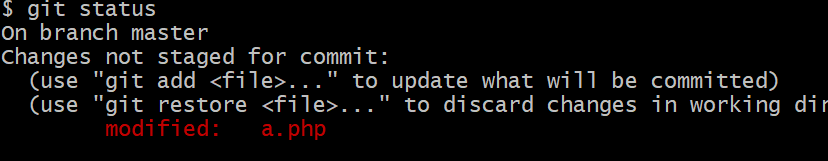 $ git status
On branch master
Changes not staged for commit:
  (use "git add <file>..." to update what will be committed)
  (use "git restore <file>..." to discard changes in working dir
        modified:   a.php